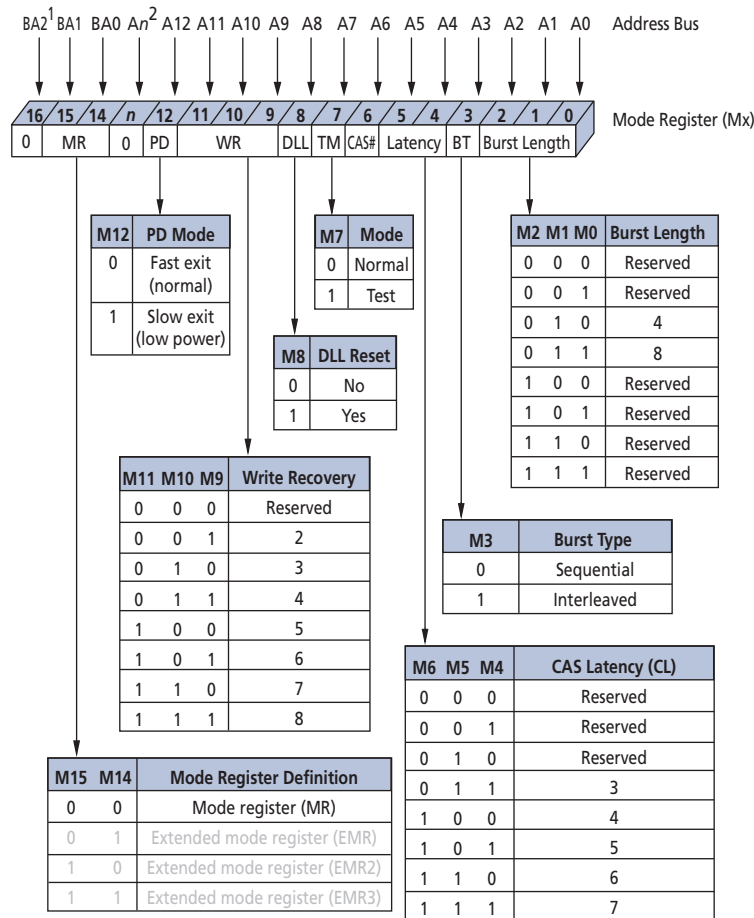 BA2¹ BA1 BA0 An² A12 A11 A10 A9 A8 A7 A6 A5 A4 A3 A2 A1 A0 Address Bus
16 15 14 n 12 11 10 9 8 7 6 5 4 3 2 1 0 Mode Register (Mx)
0 MR 0 PD WR DLL TM CAS# Latency BT Burst Length
M12 PD Mode
0 Fast exit
(normal)
1 Slow exit
(low power)
M7 Mode
0 Normal
1 Test
M2 M1 M0 Burst Length
0 0 0 Reserved
0 0 1 Reserved
0 1 0 4
0 1 1 8
1 0 0 Reserved
1 0 1 Reserved
1 1 0 Reserved
1 1 1 Reserved
M8 DLL Reset
0 No
1 Yes
M11 M10 M9 Write Recovery
0 0 0 Reserved
0 0 1 2
0 1 0 3
0 1 1 4
1 0 0 5
1 0 1 6
1 1 0 7
1 1 1 8
M3 Burst Type
0 Sequential
1 Interleaved
M6 M5 M4 CAS Latency (CL)
0 0 0 Reserved
0 0 1 Reserved
0 1 0 Reserved
0 1 1 3
1 0 0 4
1 0 1 5
1 1 0 6
1 1 1 7
M15 M14 Mode Register Definition
0 0 Mode register (MR)
0 1 Extended mode register (EMR)
1 0 Extended mode register (EMR2)
1 1 Extended mode register (EMR3)